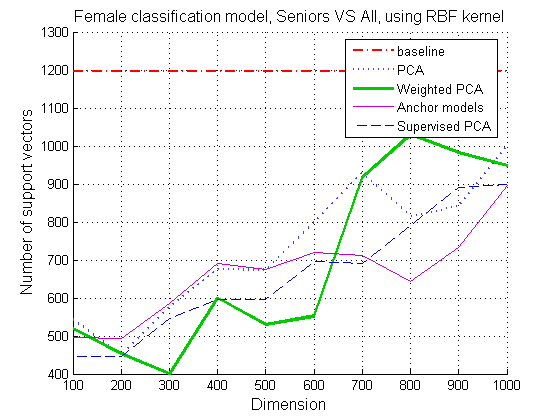 Female classification model, Seniors VS All, using RBF kernel
baseline
PCA
Weighted PCA
Anchor models
Supervised PCA
Number of support vectors
1300
1200
1100
1000
900
800
700
600
500
400
100 200 300 400 500 600 700 800 900 1000
Dimension